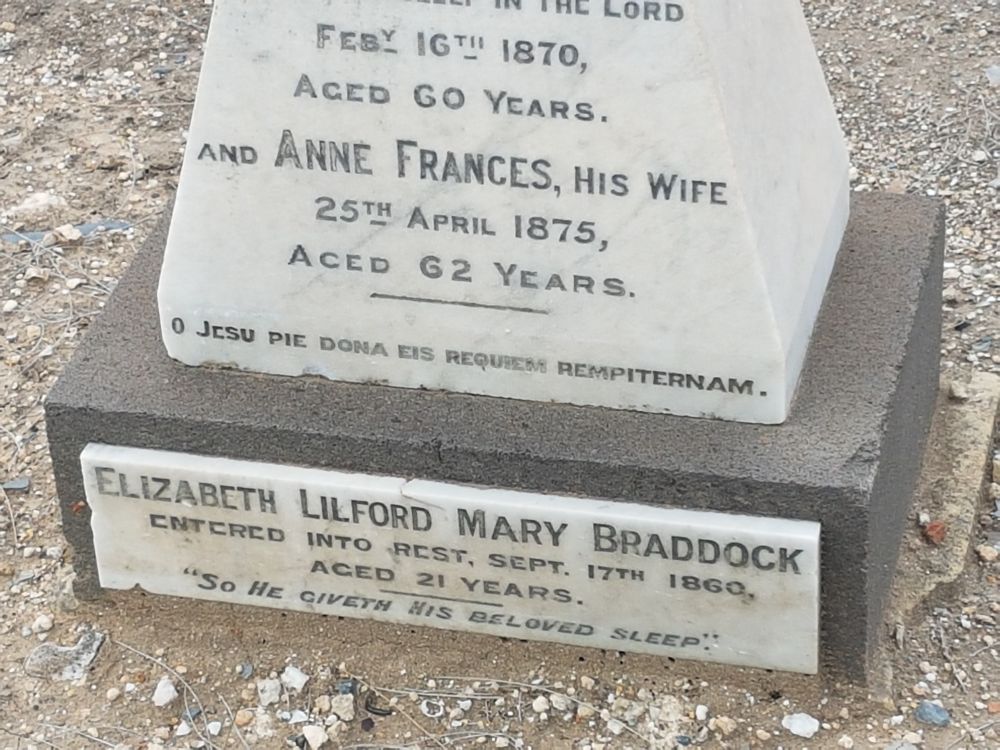 IN THE LORD
FEBY 16TH 1870,
AGED 60 YEARS.
AND ANNE FRANCES, HIS WIFE
25TH APRIL 1875,
AGED 62 YEARS.
O JESU PIE DONA EIS REQUIEM REMPITERNAM.
ELIZABETH LILFORD MARY BRADDOCK
ENTERED INTO REST, SEPT. 17TH 1860,
AGED 21 YEARS.
"SO HE GIVETH HIS BELOVED SLEEP".